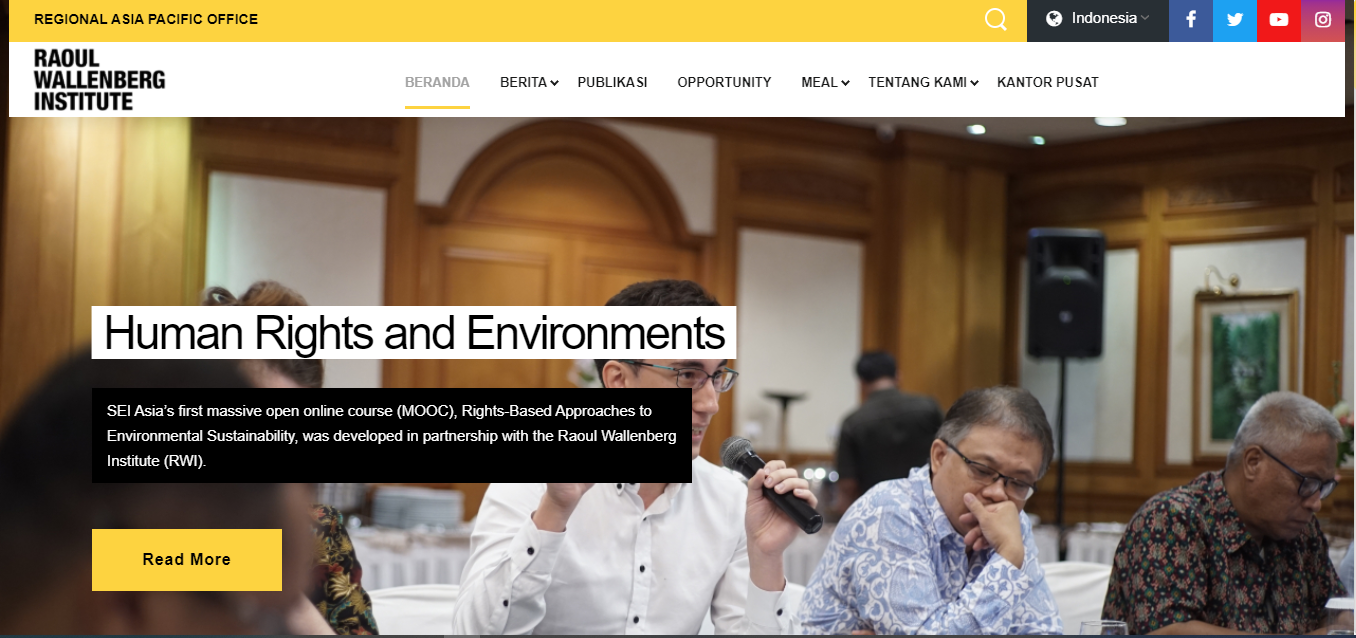 REGIONAL ASIA PACIFIC OFFICE
Indonesia
RAOUL
WALLENBERG
INSTITUTE
BERANDA BERITA PUBLIKASI OPPORTUNITY MEAL TENTANG KAMI KANTOR PUSAT
Human Rights and Environments
SEI Asia’s first massive open online course (MOOC), Rights-Based Approaches to
Environmental Sustainability, was developed in partnership with the Raoul Wallenberg
Institute (RWI).
Read More